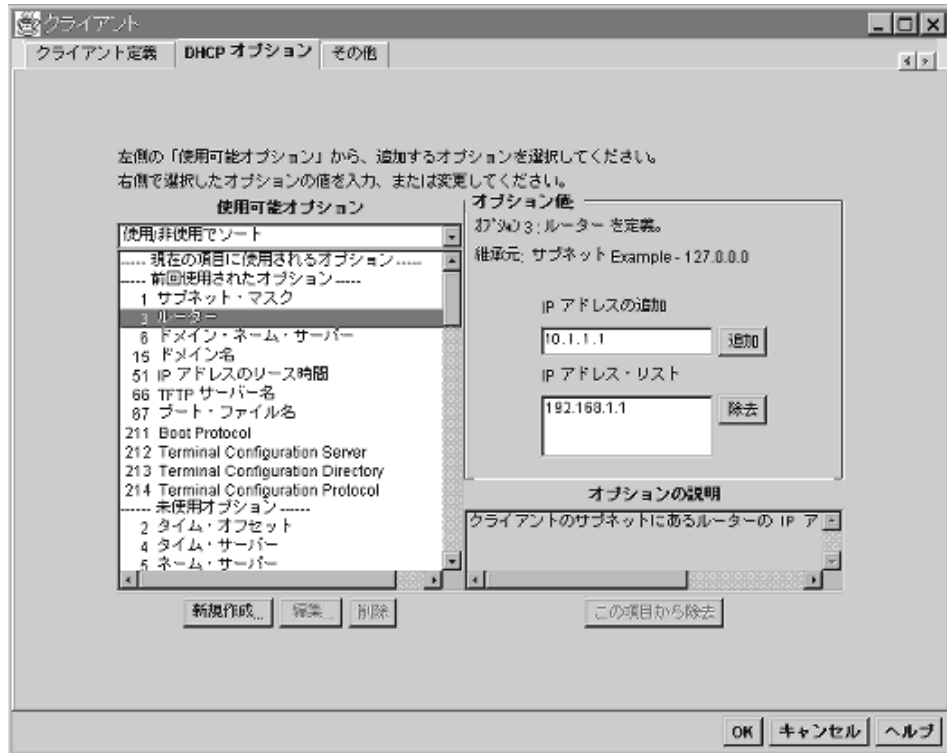 クライアント
クライアント定義 DHCP オプション その他
左側の「使用可能オプション」から、追加するオプションを選択してください。
右側で選択したオプションの値を入力、または変更してください。
使用可能オプション
使用/非使用でソート
----- 現在の項目に使用されるオプション-----
----- 前回使用されたオプション-----
1 サブネット・マスク
3 ルーター
6 ドメイン・ネーム・サーバー
15 ドメイン名
51 IP アドレスのリース時間
66 TFTP サーバー名
67 ブート・ファイル名
211 Boot Protocol
212 Terminal Configuration Server
213 Terminal Configuration Directory
214 Terminal Configuration Protocol
------ 未使用オプション------
2 タイム・オフセット
4 タイム・サーバー
5 ネーム・サーバー
新規作成... 編集... 削除
オプション値:
オプション 3 : ルーター を定義。
継承元: サブネット Example - 127.0.0.0
IP アドレスの追加
10.1.1.1 追加
IP アドレス・リスト
192.168.1.1 除去
オプションの説明
クライアントのサブネットにあるルーターの IP ア
この項目から除去
OK キャンセル ヘルプ